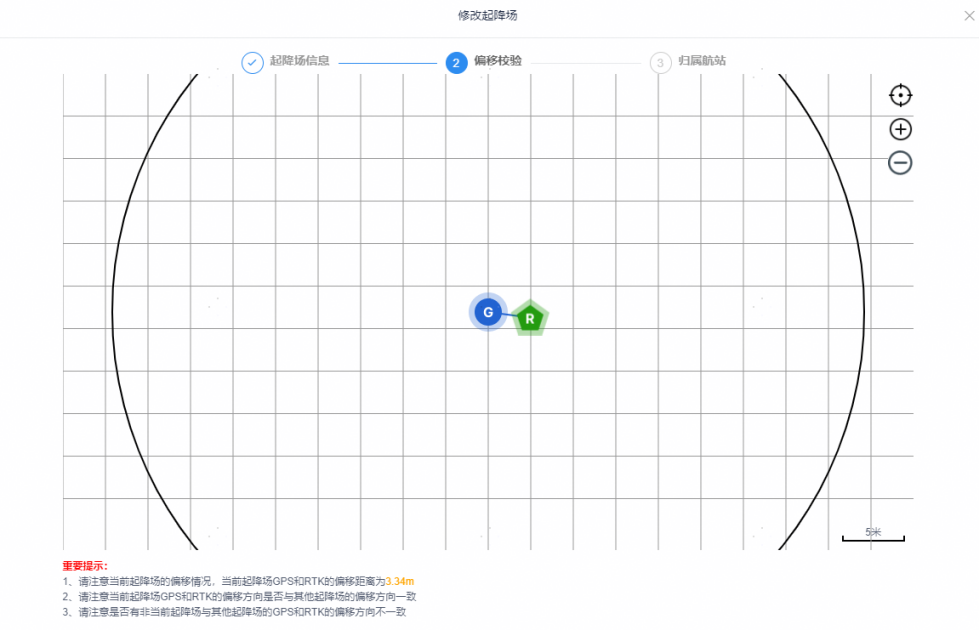 修改起降场
起降场信息
2 偏移校验
3 归属航站
G
R
5米
重要提示:
1、请注意当前起降场的偏移情况，当前起降场GPS和RTK的偏移距离为3.34m
2、请注意当前起降场GPS和RTK的偏移方向是否与其他起降场的偏移方向一致
3、请注意是否有非当前起降场与其他起降场的GPS和RTK的偏移方向不一致